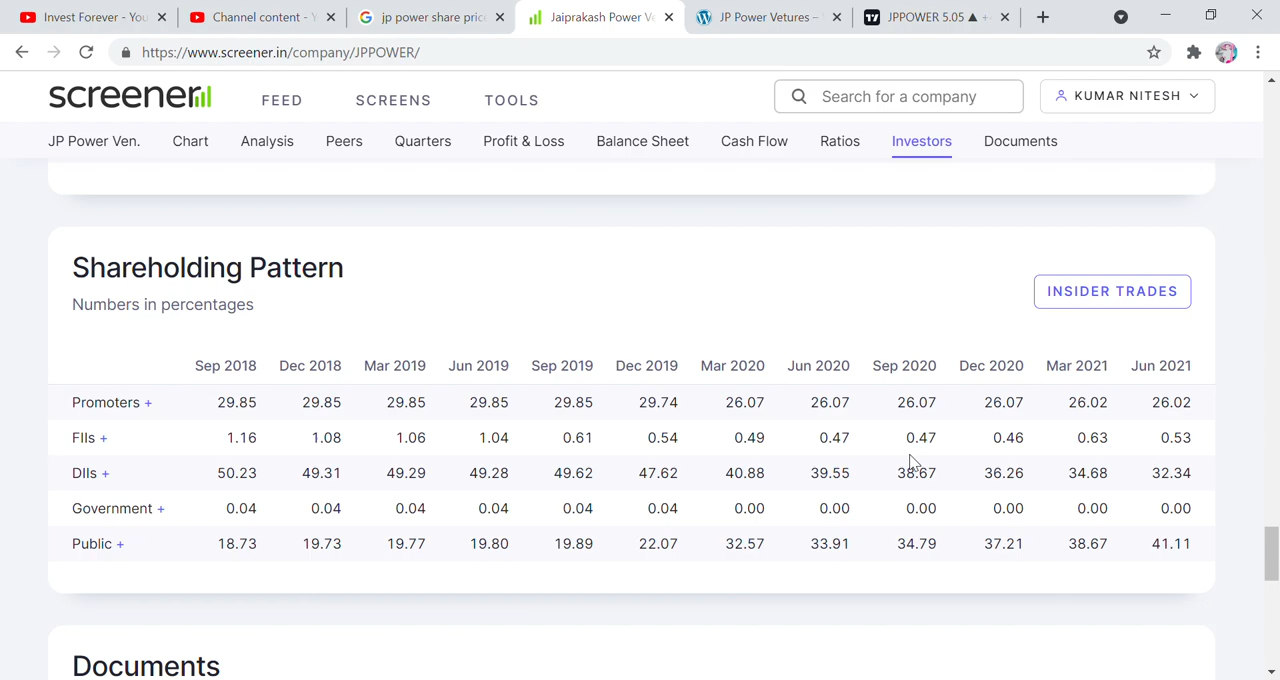 Invest Forever - You
Channel content - Y
jp power share pric
Jaiprakash Power Ve
JP Power Vetures –
JPPOWER 5.05 ▲ +
https://www.screener.in/company/JPPOWER/
screener
FEED SCREENS TOOLS
Search for a company
KUMAR NITESH
JP Power Ven. Chart Analysis Peers Quarters Profit & Loss Balance Sheet Cash Flow Ratios Investors Documents
Shareholding Pattern
Numbers in percentages
INSIDER TRADES
Sep 2018 Dec 2018 Mar 2019 Jun 2019 Sep 2019 Dec 2019 Mar 2020 Jun 2020 Sep 2020 Dec 2020 Mar 2021 Jun 2021
Promoters + 29.85 29.85 29.85 29.85 29.85 29.74 26.07 26.07 26.07 26.07 26.02 26.02
FIIs + 1.16 1.08 1.06 1.04 0.61 0.54 0.49 0.47 0.47 0.46 0.63 0.53
DIIs + 50.23 49.31 49.29 49.28 49.62 47.62 40.88 39.55 38.67 36.26 34.68 32.34
Government + 0.04 0.04 0.04 0.04 0.04 0.04 0.00 0.00 0.00 0.00 0.00 0.00
Public + 18.73 19.73 19.77 19.80 19.89 22.07 32.57 33.91 34.79 37.21 38.67 41.11
Documents